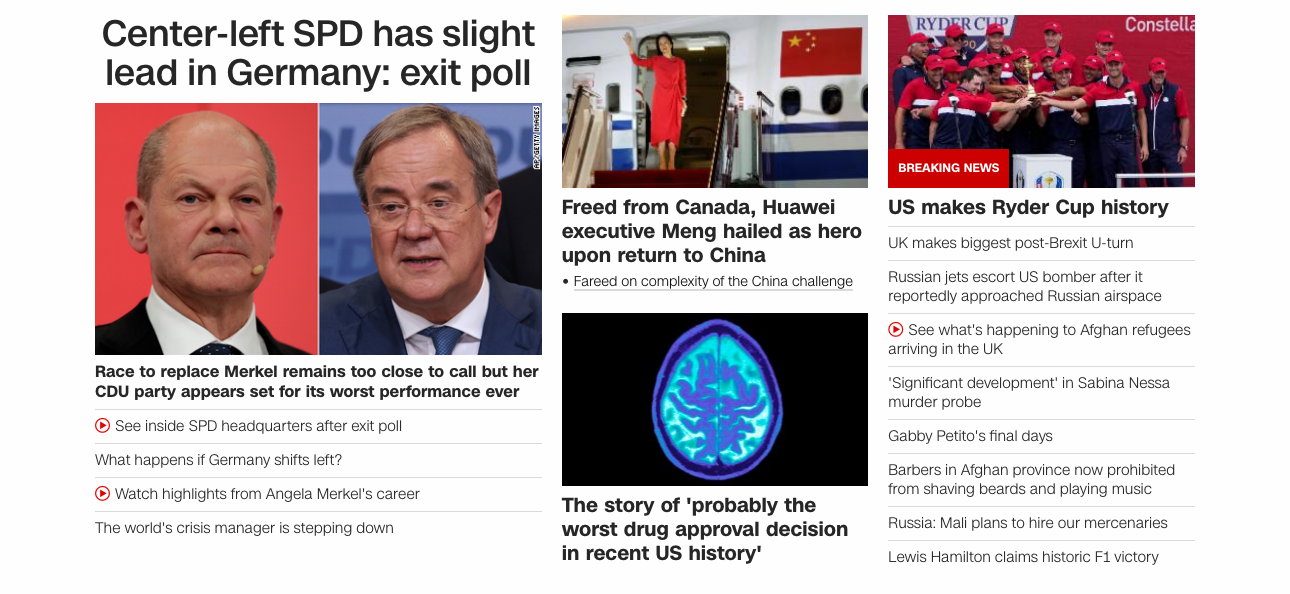 Center-left SPD has slight
lead in Germany: exit poll
AP/GETTY IMAGES
Race to replace Merkel remains too close to call but her
CDU party appears set for its worst performance ever
See inside SPD headquarters after exit poll
What happens if Germany shifts left?
Watch highlights from Angela Merkel's career
The world's crisis manager is stepping down
Freed from Canada, Huawei
executive Meng hailed as hero
upon return to China
• Fareed on complexity of the China challenge
The story of 'probably the
worst drug approval decision
in recent US history'
RYDER CUP
Constella
BREAKING NEWS
US makes Ryder Cup history
UK makes biggest post-Brexit U-turn
Russian jets escort US bomber after it
reportedly approached Russian airspace
See what's happening to Afghan refugees
arriving in the UK
'Significant development' in Sabina Nessa
murder probe
Gabby Petito's final days
Barbers in Afghan province now prohibited
from shaving beards and playing music
Russia: Mali plans to hire our mercenaries
Lewis Hamilton claims historic F1 victory